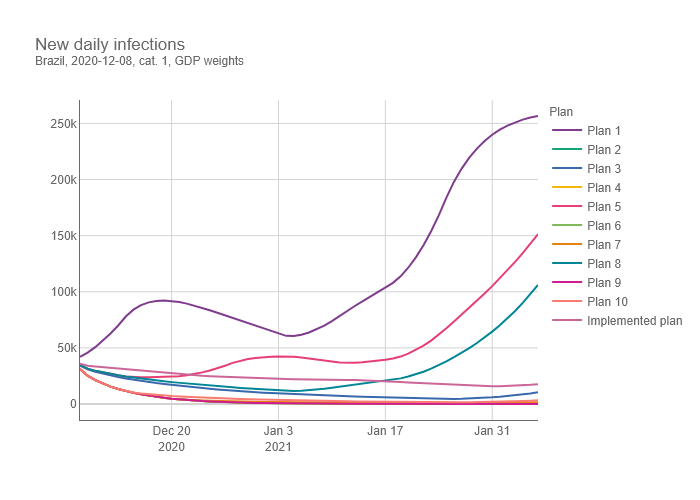 New daily infections
Brazil, 2020-12-08, cat. 1, GDP weights
250k
200k
150k
100k
50k
0
Dec 20
2020
Jan 3
2021
Jan 17
Jan 31
Plan
Plan 1
Plan 2
Plan 3
Plan 4
Plan 5
Plan 6
Plan 7
Plan 8
Plan 9
Plan 10
Implemented plan